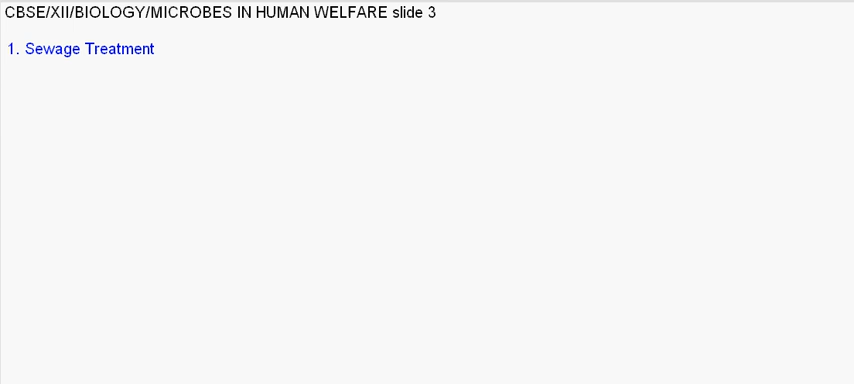 CBSE/XII/BIOLOGY/MICROBES IN HUMAN WELFARE slide 3
1. Sewage Treatment